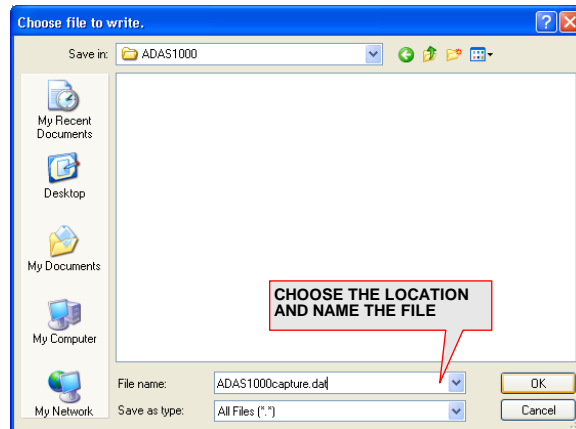 Choose file to write.
Save in:
ADAS1000
My Recent
Documents
Desktop
My Documents
My Computer
My Network
CHOOSE THE LOCATION
AND NAME THE FILE
File name:
ADAS1000capture.dat
OK
Save as type:
All Files (*.*)
Cancel